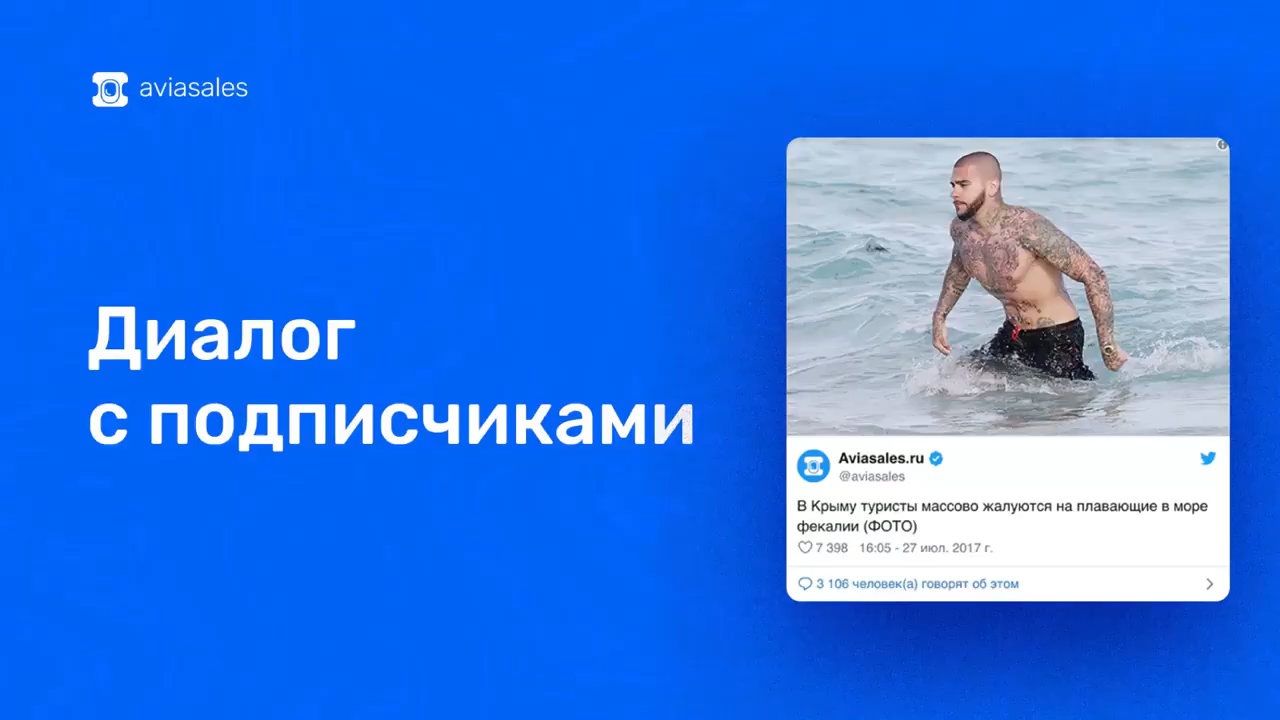 aviasales
Диалог
с подписчиками
Aviasales.ru
@aviasales
В Крыму туристы массово жалуются на плавающие в море
фекалии (ФОТО)
7 398 16:05 - 27 июл. 2017 г.
3 106 человек(а) говорят об этом